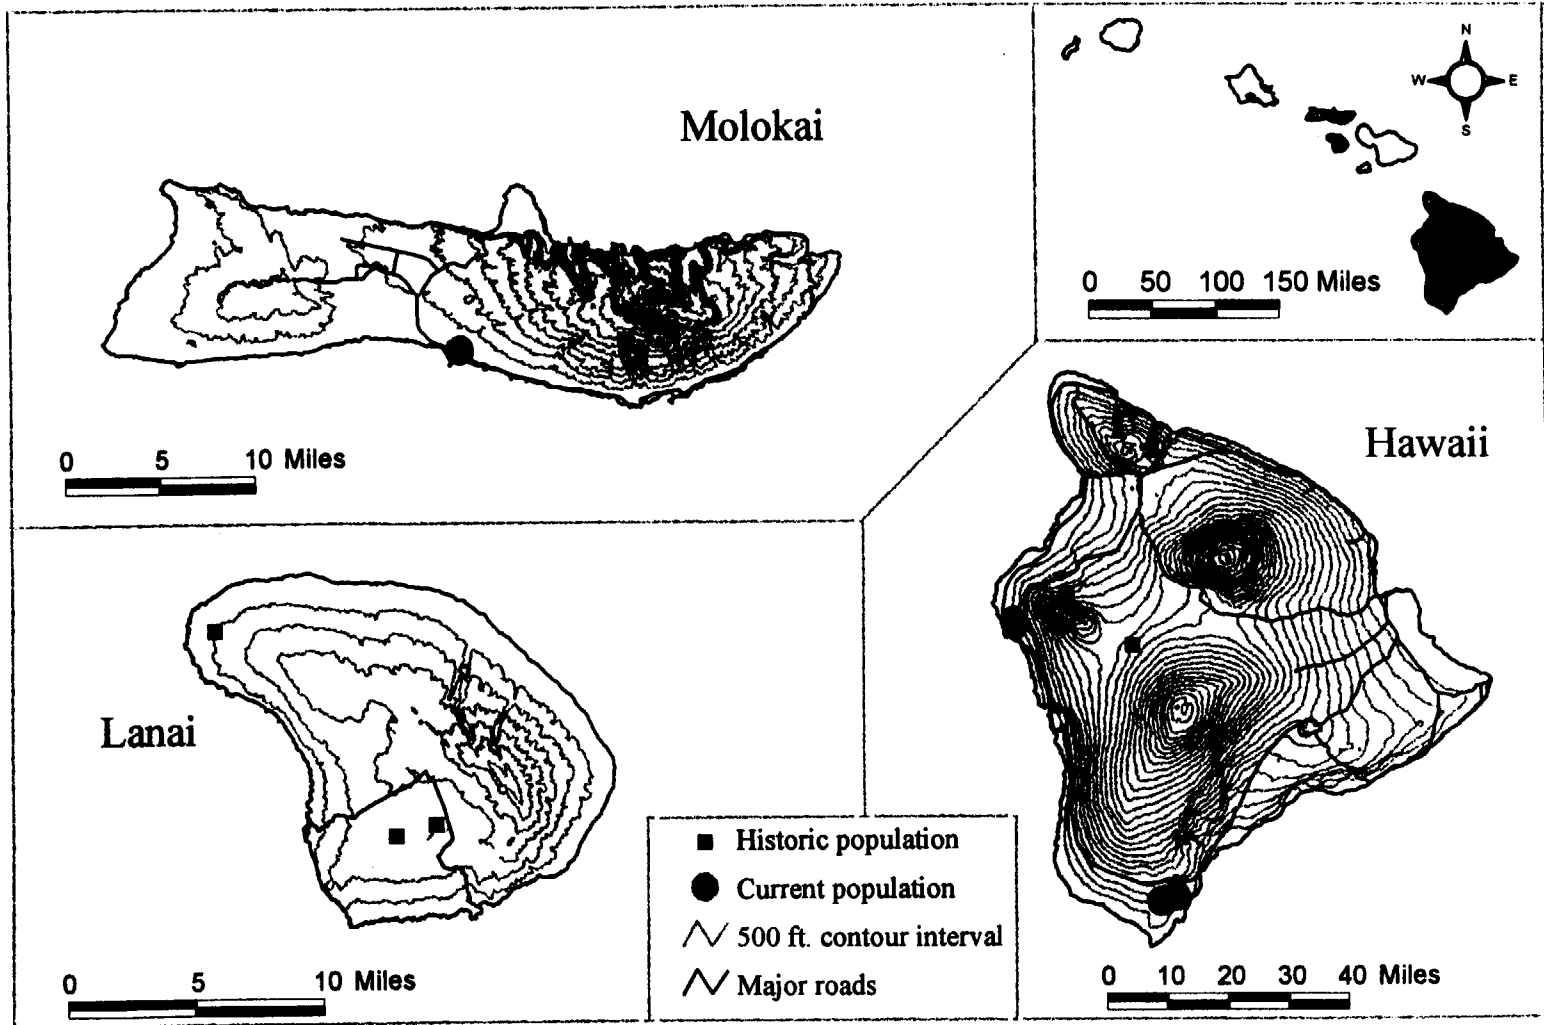 Molokai
0 5 10 Miles
N
W E
S
0 50 100 150 Miles
Hawaii
0 10 20 30 40 Miles
Lanai
0 5 10 Miles
Historic population
Current population
500 ft. contour interval
Major roads